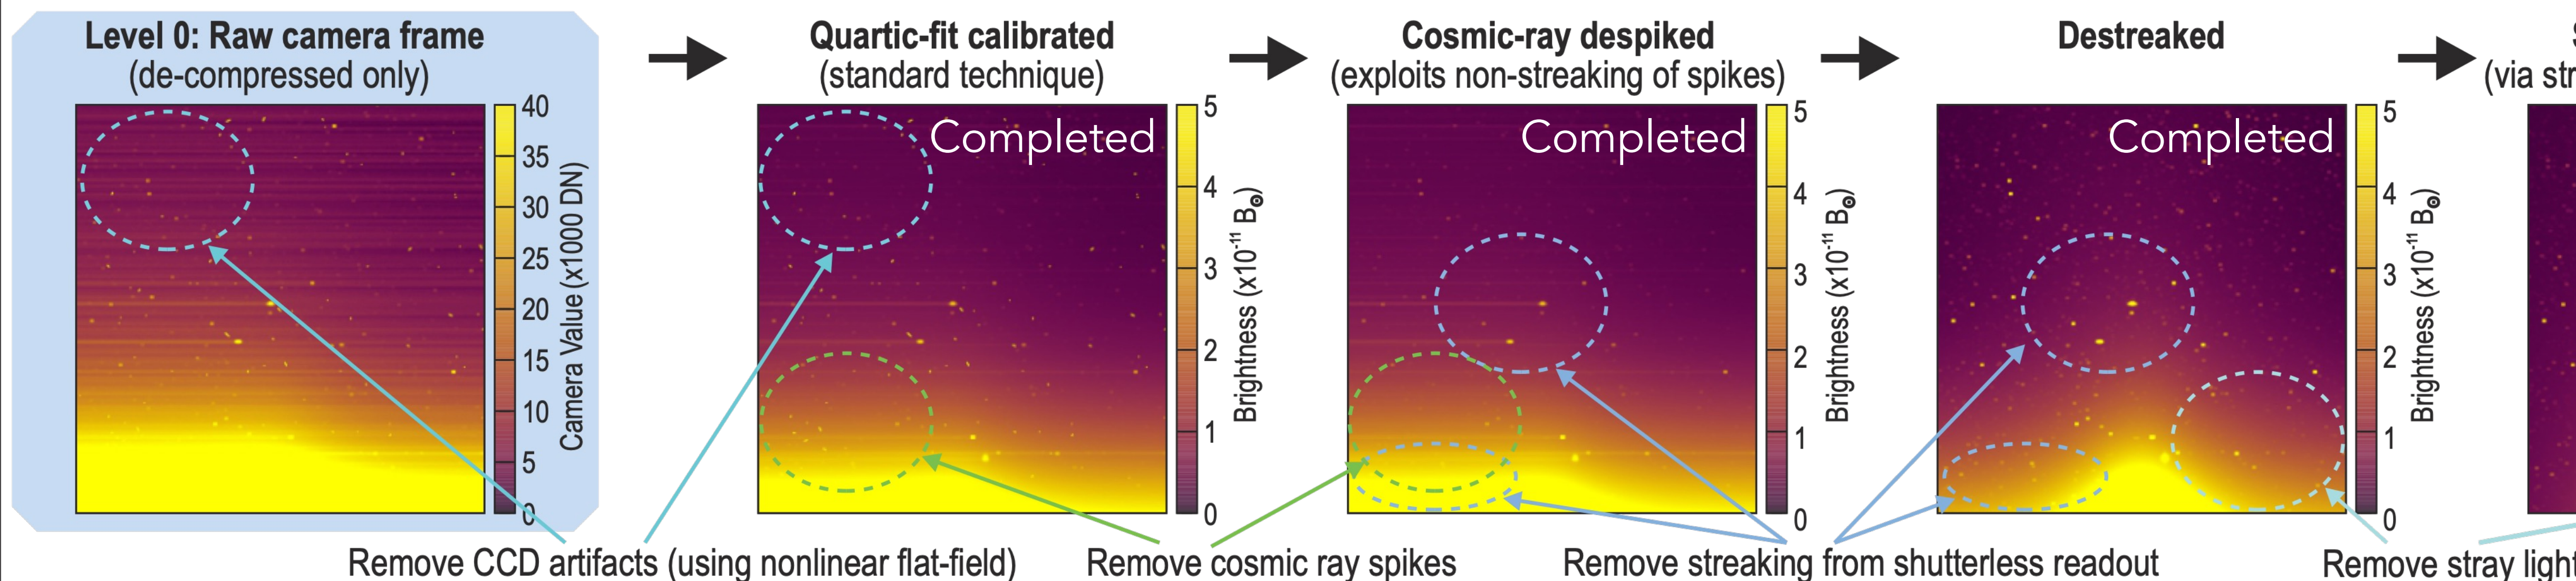 Level 0: Raw camera frame
(de-compressed only)
40
35
30
25
20
15
10
5
0
Camera Value (x1000 DN)
Quartic-fit calibrated
(standard technique)
Completed
5
4
3
2
1
0
Brightness (x10⁻¹¹ B⊙)
Cosmic-ray despiked
(exploits non-streaking of spikes)
Completed
5
4
3
2
1
0
Brightness (x10⁻¹¹ B⊙)
Destreaked
Completed
5
4
3
2
1
0
Brightness (x10⁻¹¹ B⊙)
(via
Remove CCD artifacts (using nonlinear flat-field)
Remove cosmic ray spikes
Remove streaking from shutterless readout
Remove stray light